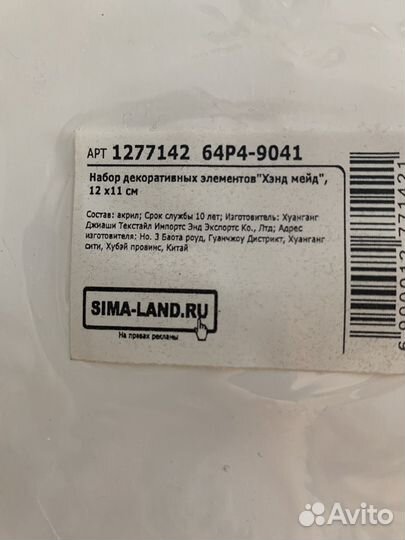 АРТ 1277142 64Р4-9041
Набор декоративных элементов"Хэнд мейд",
12 х11 см
Состав: акрил; Срок службы 10 лет; Изготовитель: Хуанганг
Джиаши Текстайл Импортс Энд Экспортс Ко., Лтд; Адрес
изготовителя: Но. 3 Баота роуд, Гуанчжоу Дистрикт, Хуанганг
сити, Хубэй провинс, Китай
SIMA-LAND.RU
На правах рекламы
6900012771421
Avito